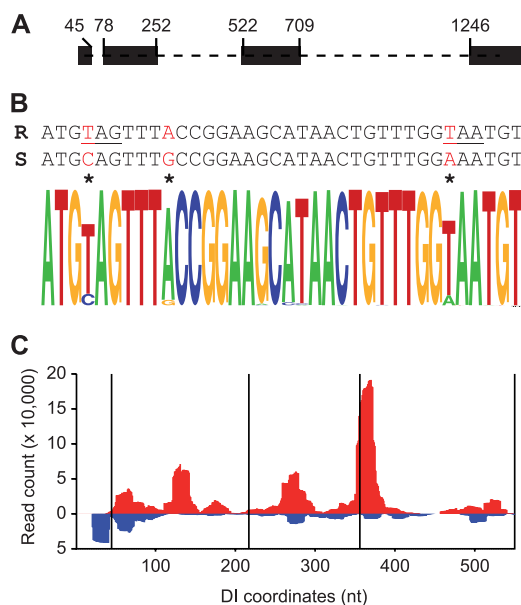 A
45 78 252 522 709 1246
B
R ATGTAGTTTACCGGAAGCATAACTGTTTGGTAATGT
S ATGCAGTTTGCCGGAAGCATAACTGTTTGGAAATGT
* * *
ATGTAGTTTACCGGAAGCATAACTGTTTGGTAATGT
C G A
C
Read count (x 10,000)
20
15
10
5
0
5
100 200 300 400 500
DI coordinates (nt)